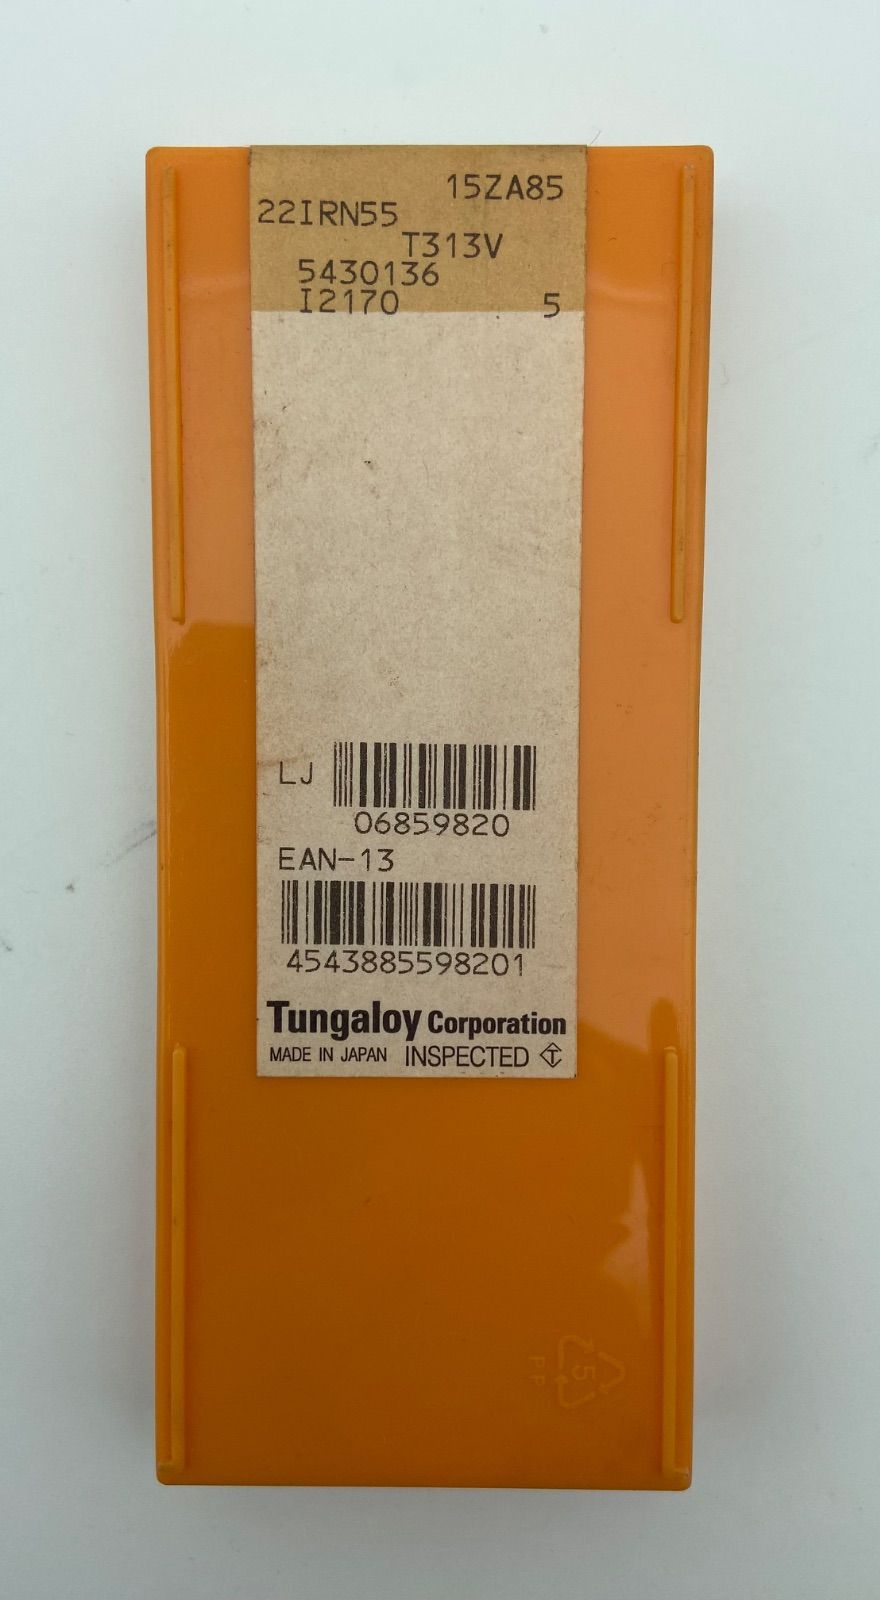 15ZA85
22IRN55
T313V
5430136
I2170 5
LJ
06859820
EAN-13
4543885598201
Tungaloy Corporation
MADE IN JAPAN INSPECTED T
5
PP